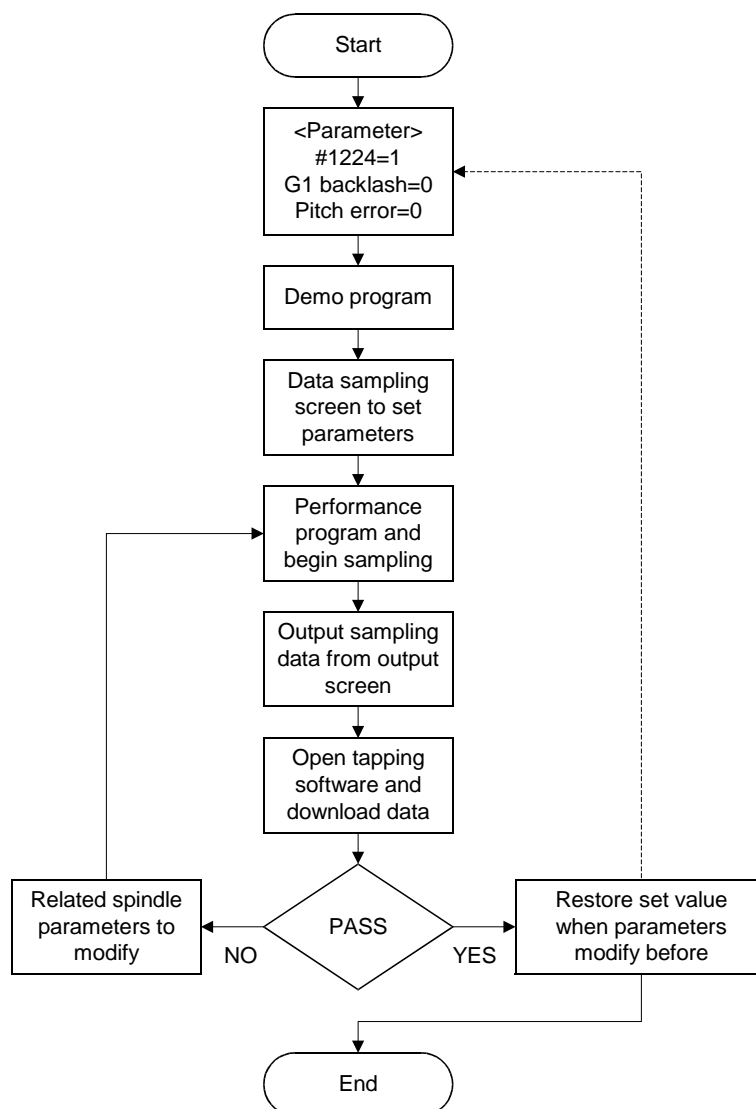 Start
<Parameter>
#1224=1
G1 backlash=0
Pitch error=0
Demo program
Data sampling
screen to set
parameters
Performance
program and
begin sampling
Output sampling
data from output
screen
Open tapping
software and
download data
PASS
NO
YES
Related spindle
parameters to
modify
Restore set value
when parameters
modify before
End